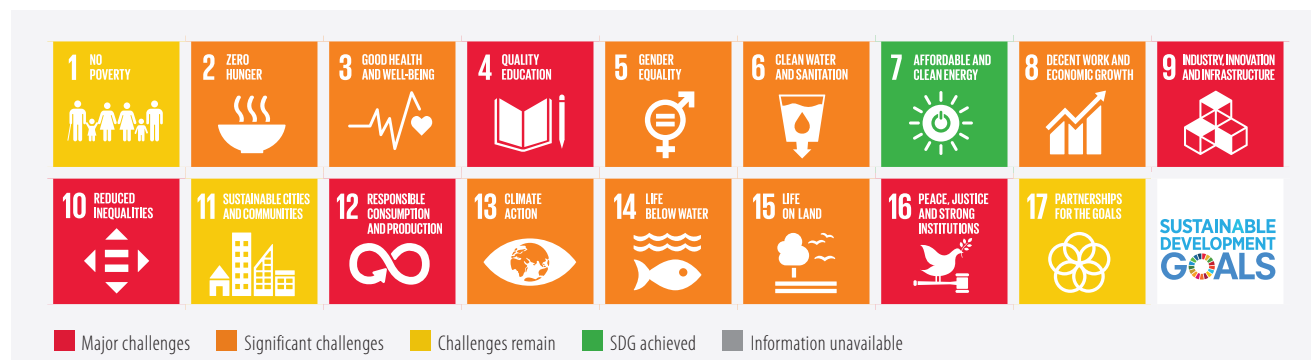 1 NO
POVERTY
2 ZERO
HUNGER
3 GOOD HEALTH
AND WELL-BEING
4 QUALITY
EDUCATION
5 GENDER
EQUALITY
6 CLEAN WATER
AND SANITATION
7 AFFORDABLE AND
CLEAN ENERGY
8 DECENT WORK AND
ECONOMIC GROWTH
9 INDUSTRY, INNOVATION
AND INFRASTRUCTURE
10 REDUCED
INEQUALITIES
11 SUSTAINABLE CITIES
AND COMMUNITIES
12 RESPONSIBLE
CONSUMPTION
AND PRODUCTION
13 CLIMATE
ACTION
14 LIFE
BELOW WATER
15 LIFE
ON LAND
16 PEACE, JUSTICE
AND STRONG
INSTITUTIONS
17 PARTNERSHIPS
FOR THE GOALS
SUSTAINABLE
DEVELOPMENT
GOALS
Major challenges
Significant challenges
Challenges remain
SDG achieved
Information unavailable